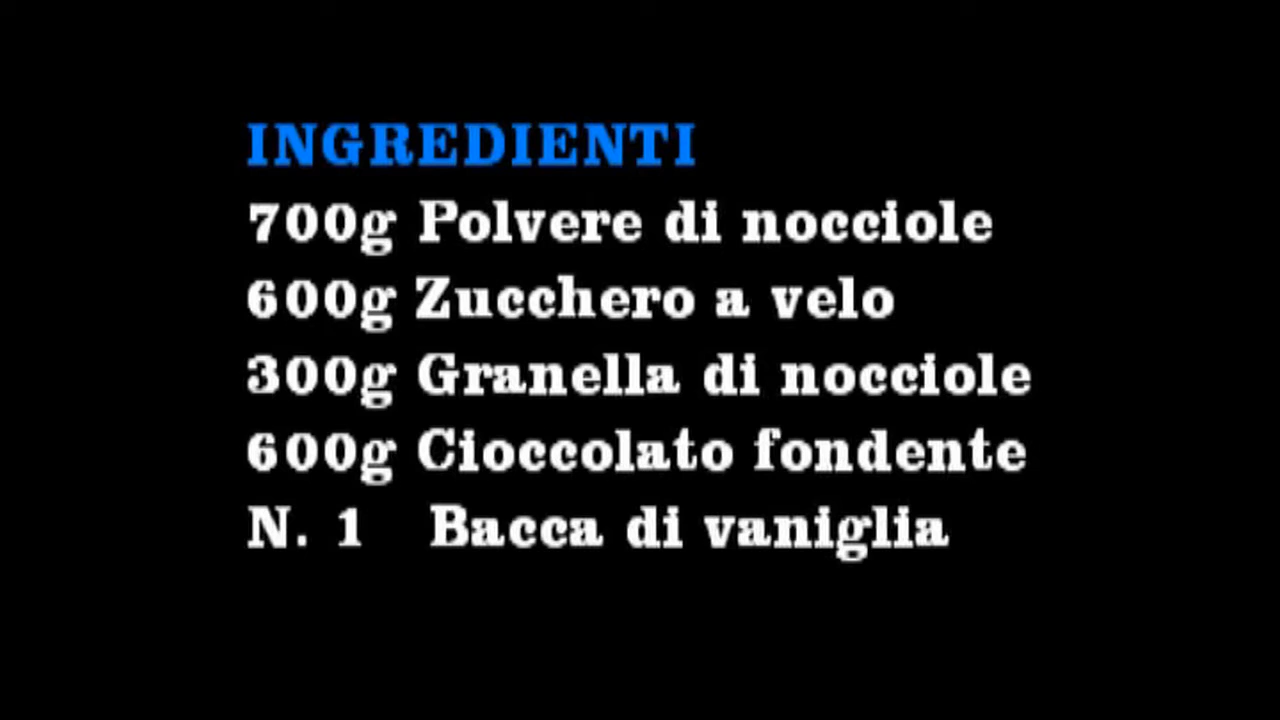 INGREDIENTI
700g Polvere di nocciole
600g Zucchero a velo
300g Granella di nocciole
600g Cioccolato fondente
N. 1 Bacca di vaniglia